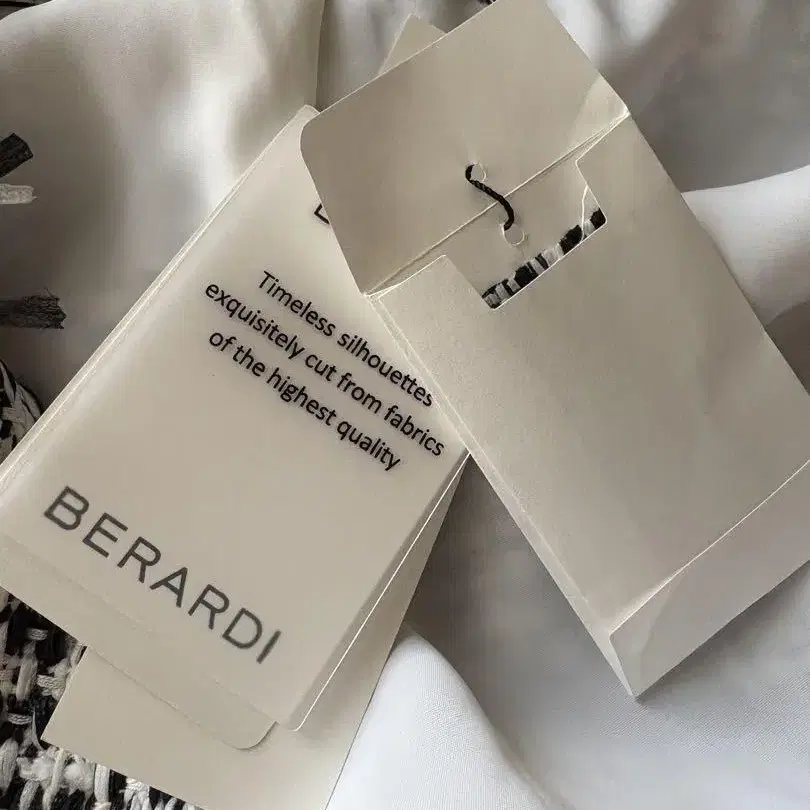 Timeless silhouettes
exquisitely cut from fabrics
of the highest quality
BERARDI